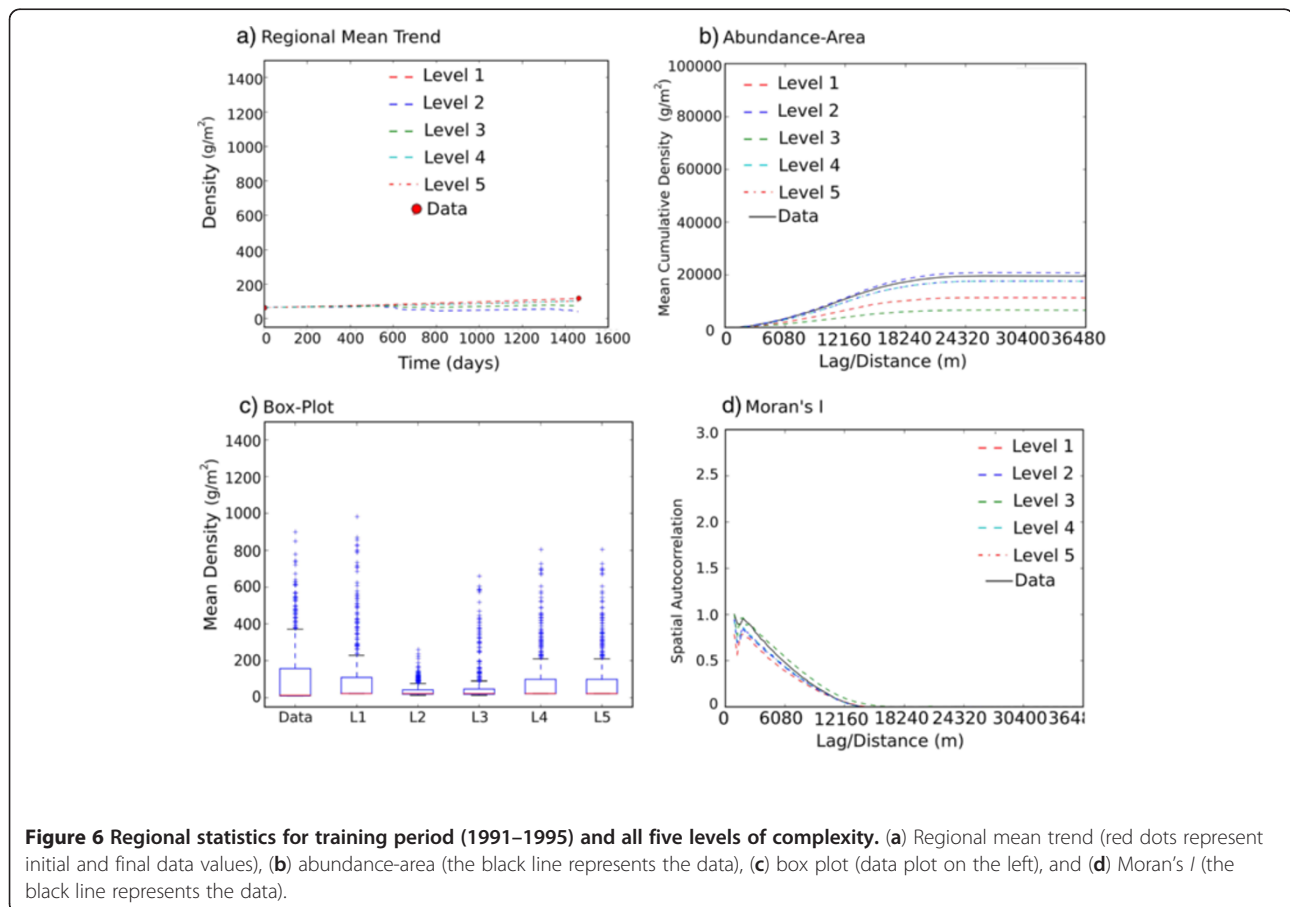 a) Regional Mean Trend
1400
1200
1000
800
600
400
200
0
Density (g/m²)
Level 1
Level 2
Level 3
Level 4
Level 5
Data
0 200 400 600 800 1000 1200 1400 1600
Time (days)
b) Abundance-Area
100000
80000
60000
40000
20000
0
Mean Cumulative Density (g/m²)
Level 1
Level 2
Level 3
Level 4
Level 5
Data
6080 12160 18240 24320 30400 36480
Lag/Distance (m)
c) Box-Plot
1400
1200
1000
800
600
400
200
0
Mean Density (g/m²)
Data L1 L2 L3 L4 L5
d) Moran's I
3.0
2.5
2.0
1.5
1.0
0.5
0.0
Spatial Autocorrelation
Level 1
Level 2
Level 3
Level 4
Level 5
Data
0 6080 12160 18240 24320 30400 3648
Lag/Distance (m)
Figure 6 Regional statistics for training period (1991–1995) and all five levels of complexity. (a) Regional mean trend (red dots represent
initial and final data values), (b) abundance-area (the black line represents the data), (c) box plot (data plot on the left), and (d) Moran's I (the
black line represents the data).